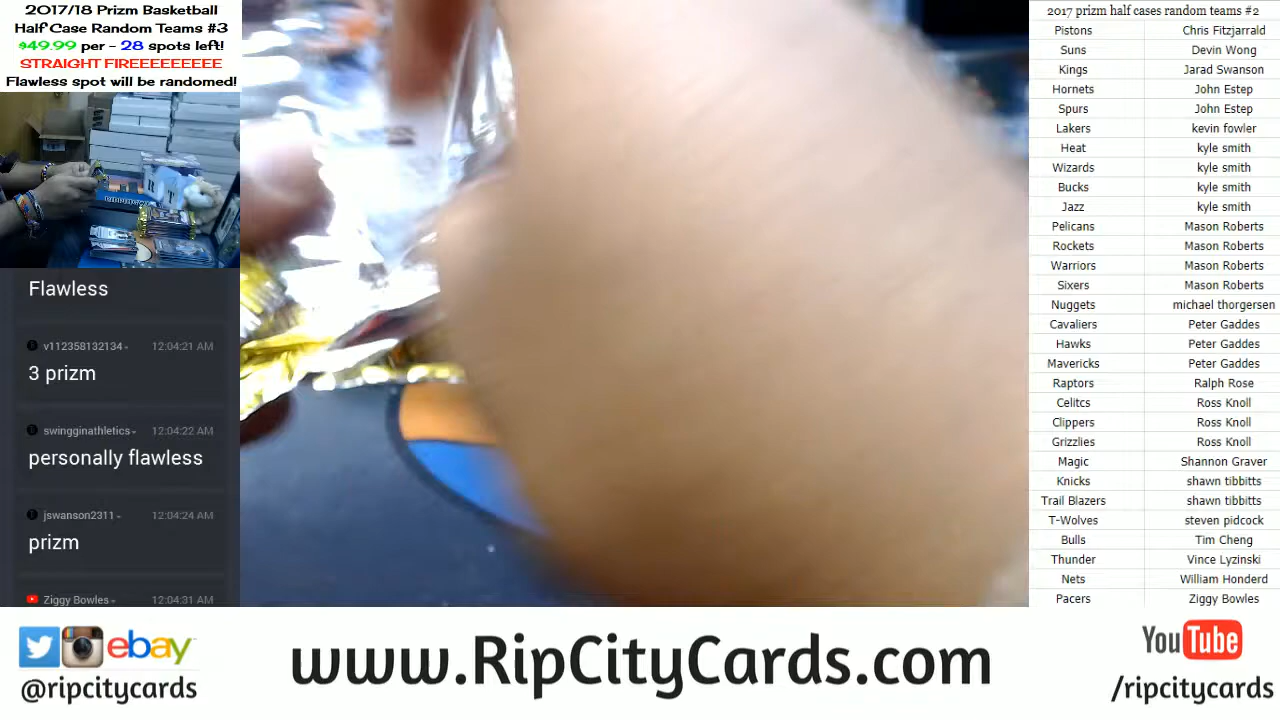 2017/18 Prizm Basketball
Half Case Random Teams #3
$49.99 per - 28 spots left!
STRAIGHT FIREEEEEEEEE
Flawless spot will be randomed!
Flawless
v112358132134 12:04:21 AM
3 prizm
swingginathletics 12:04:22 AM
personally flawless
jswanson2311 12:04:24 AM
prizm
Ziggy Bowles 12:04:31 AM
2017 prizm half cases random teams #2
Pistons Chris Fitzjarrald
Suns Devin Wong
Kings Jarad Swanson
Hornets John Estep
Spurs John Estep
Lakers kevin fowler
Heat kyle smith
Wizards kyle smith
Bucks kyle smith
Jazz kyle smith
Pelicans Mason Roberts
Rockets Mason Roberts
Warriors Mason Roberts
Sixers Mason Roberts
Nuggets michael thorgersen
Cavaliers Peter Gaddes
Hawks Peter Gaddes
Mavericks Peter Gaddes
Raptors Ralph Rose
Celitcs Ross Knoll
Clippers Ross Knoll
Grizzlies Ross Knoll
Magic Shannon Graver
Knicks shawn tibbitts
Trail Blazers shawn tibbitts
T-Wolves steven pidcock
Bulls Tim Cheng
Thunder Vince Lyzinski
Nets William Honderd
Pacers Ziggy Bowles
ebay
@ripcitycards
www.RipCityCards.com
YouTube
/ripcitycards